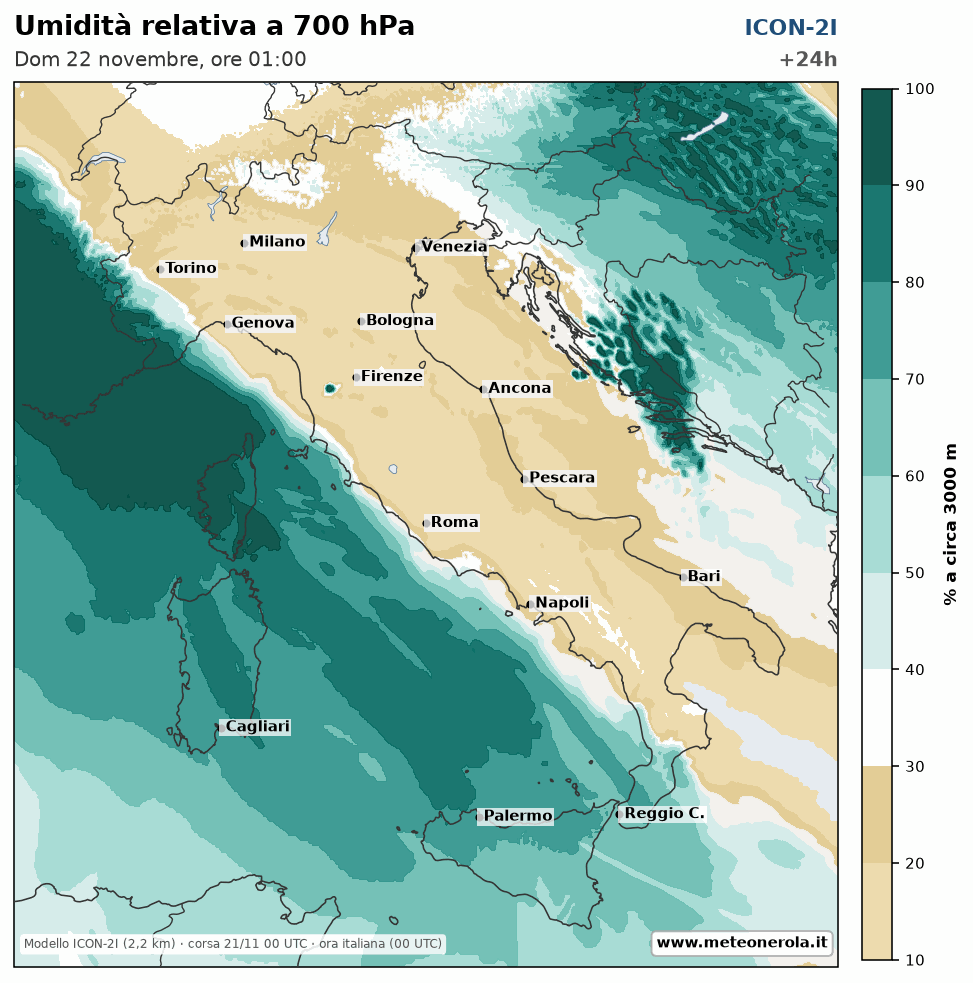 Umidità relativa a 700 hPa
ICON-2I
Dom 22 novembre, ore 01:00
+24h
Milano
Venezia
Torino
Genova
Bologna
Firenze
Ancona
Pescara
Roma
Bari
Napoli
Cagliari
Palermo
Reggio C.
100
90
80
70
60
50
40
30
20
10
% a circa 3000 m
Modello ICON-2I (2,2 km) · corsa 21/11 00 UTC · ora italiana (00 UTC)
www.meteonerola.it